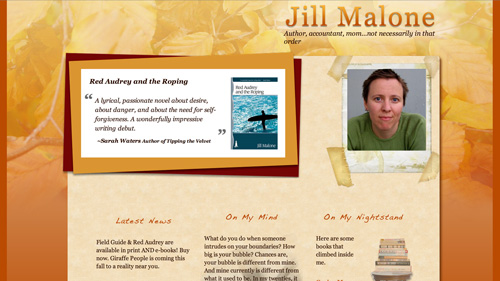 Jill Malone
Author, accountant, mom...not necessarily in that
order
Red Audrey and the Roping
“ A lyrical, passionate novel about desire,
about danger, and about the need for self-
forgiveness. A wonderfully impressive
writing debut. ”
~Sarah Waters Author of Tipping the Velvet
Red Audrey
and the Roping
Jill Malone
Latest News
Field Guide & Red Audrey are
available in print AND e-books! Buy
now. Giraffe People is coming this
fall to a reality near you.
On My Mind
What do you do when someone
intrudes on your boundaries? How
big is your bubble? Chances are,
your bubble is different from mine.
And mine currently is different from
what it used to be. In my twenties, it
On My Nightstand
Here are some
books that
climbed inside
me.